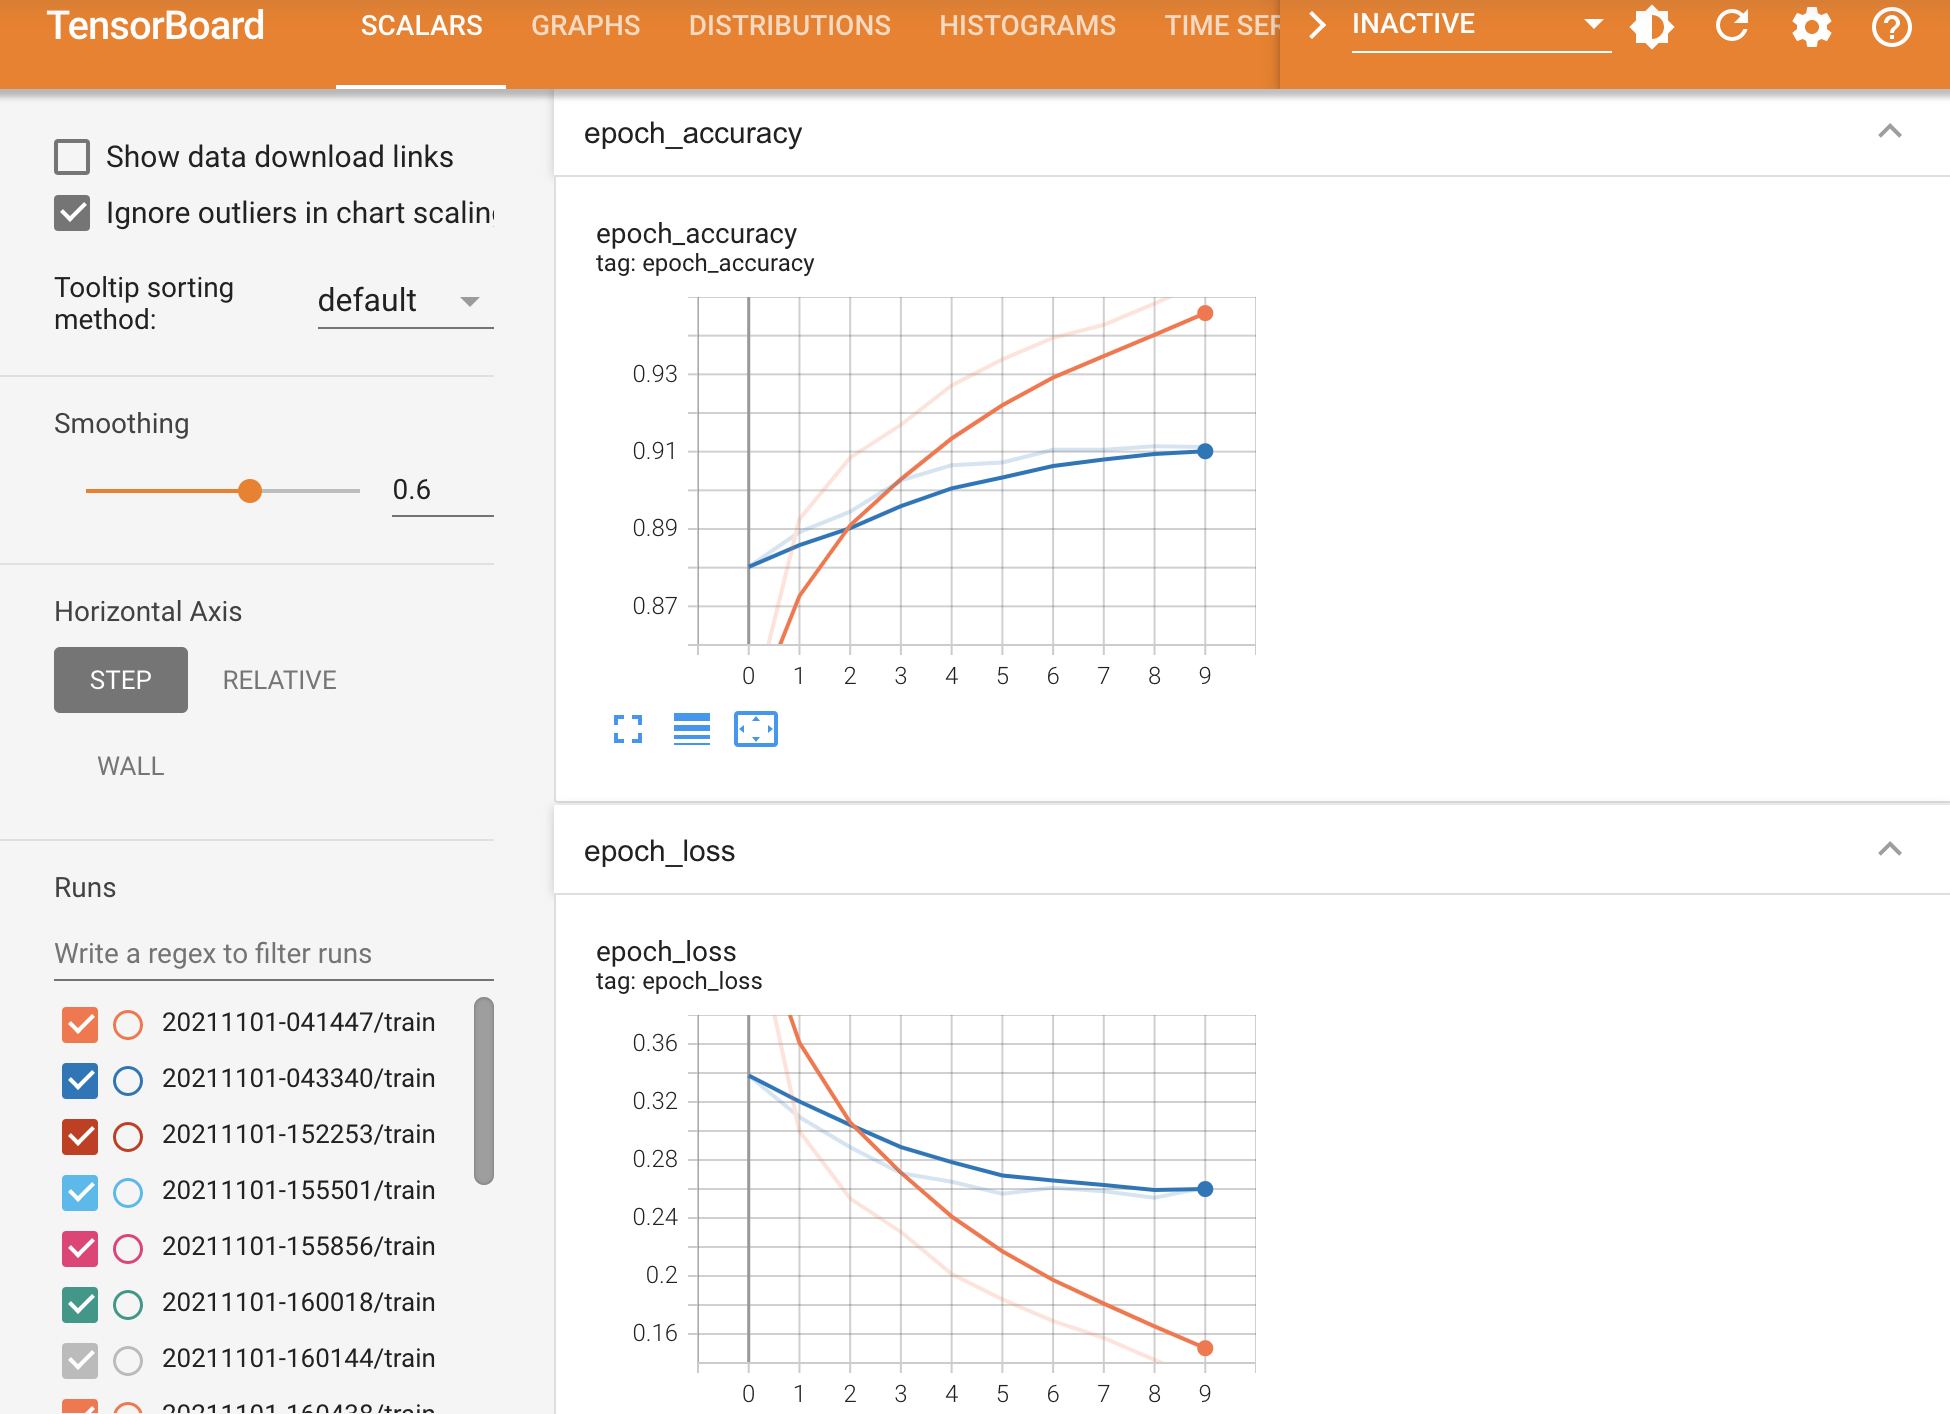 TensorBoard
SCALARS
GRAPHS
DISTRIBUTIONS
HISTOGRAMS
TIME SER
INACTIVE
Show data download links
Ignore outliers in chart scaling
Tooltip sorting
method:
default
Smoothing
0.6
Horizontal Axis
STEP
RELATIVE
WALL
Runs
Write a regex to filter runs
20211101-041447/train
20211101-043340/train
20211101-152253/train
20211101-155501/train
20211101-155856/train
20211101-160018/train
20211101-160144/train
20211101-160438/train
epoch_accuracy
epoch_accuracy
tag: epoch_accuracy
0.93
0.91
0.89
0.87
0 1 2 3 4 5 6 7 8 9
epoch_loss
epoch_loss
tag: epoch_loss
0.36
0.32
0.28
0.24
0.2
0.16
0 1 2 3 4 5 6 7 8 9